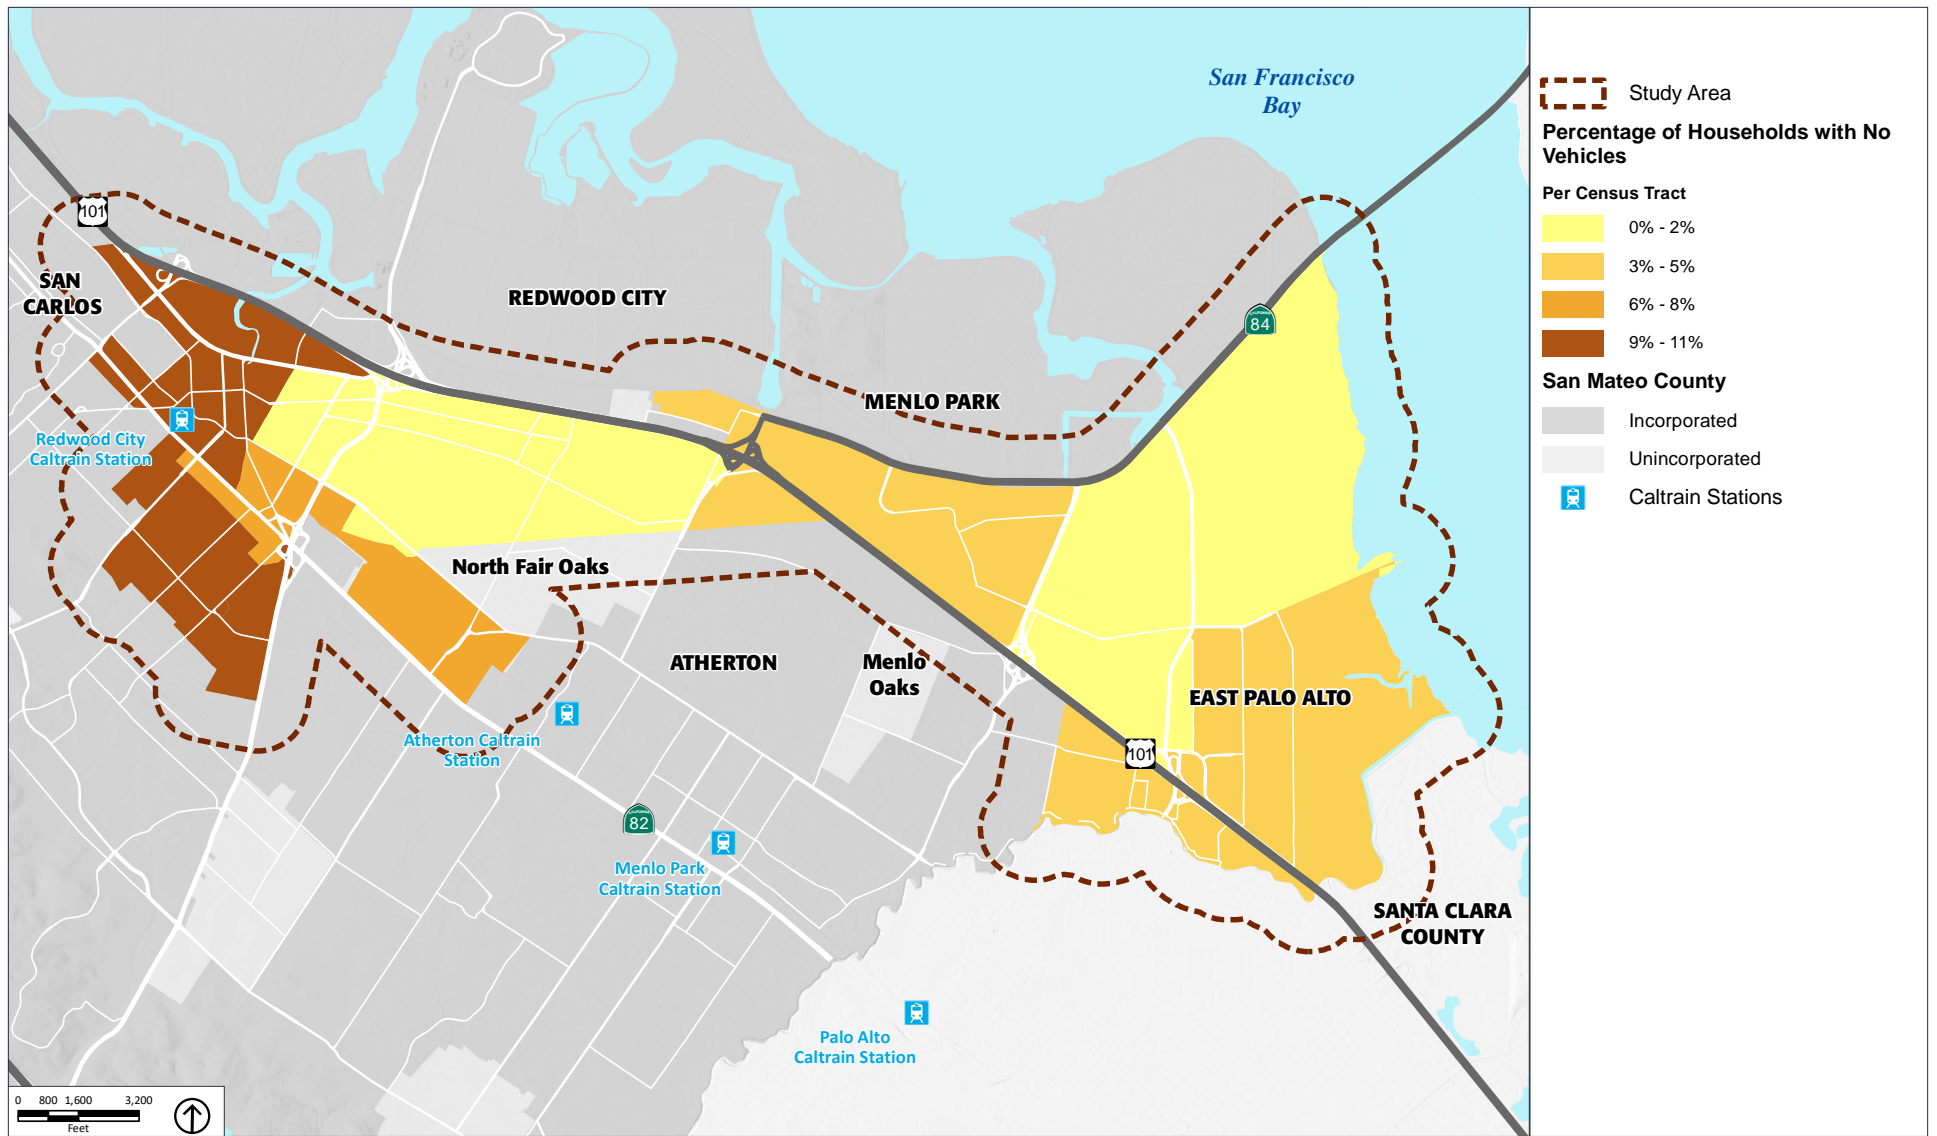 San Francisco
Bay
101
SAN
CARLOS
REDWOOD CITY
CALIFORNIA
84
MENLO PARK
Redwood City
Caltrain Station
North Fair Oaks
ATHERTON
Menlo
Oaks
EAST PALO ALTO
Atherton Caltrain
Station
101
CALIFORNIA
82
Menlo Park
Caltrain Station
SANTA CLARA
COUNTY
Palo Alto
Caltrain Station
0 800 1,600 3,200
Feet
Study Area
Percentage of Households with No
Vehicles
Per Census Tract
0% - 2%
3% - 5%
6% - 8%
9% - 11%
San Mateo County
Incorporated
Unincorporated
Caltrain Stations